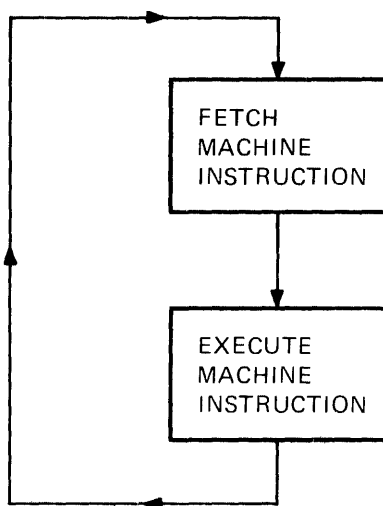 FETCH
MACHINE
INSTRUCTION
EXECUTE
MACHINE
INSTRUCTION